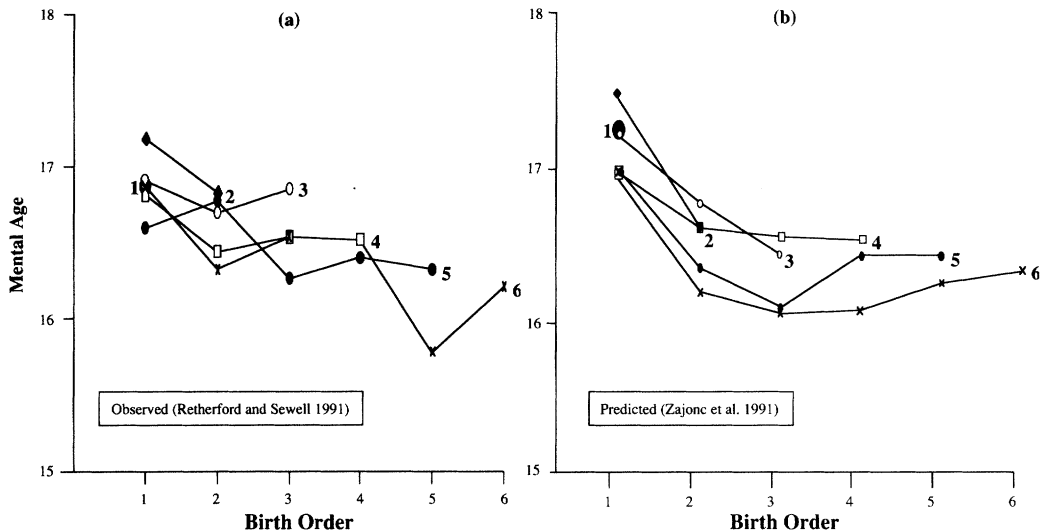 (a)
18
17
16
15
Mental Age
1
2
3
4
5
6
Observed (Retherford and Sewell 1991)
1 2 3 4 5 6
Birth Order
(b)
18
17
16
15
1
2
3
4
5
6
Predicted (Zajonc et al. 1991)
1 2 3 4 5 6
Birth Order